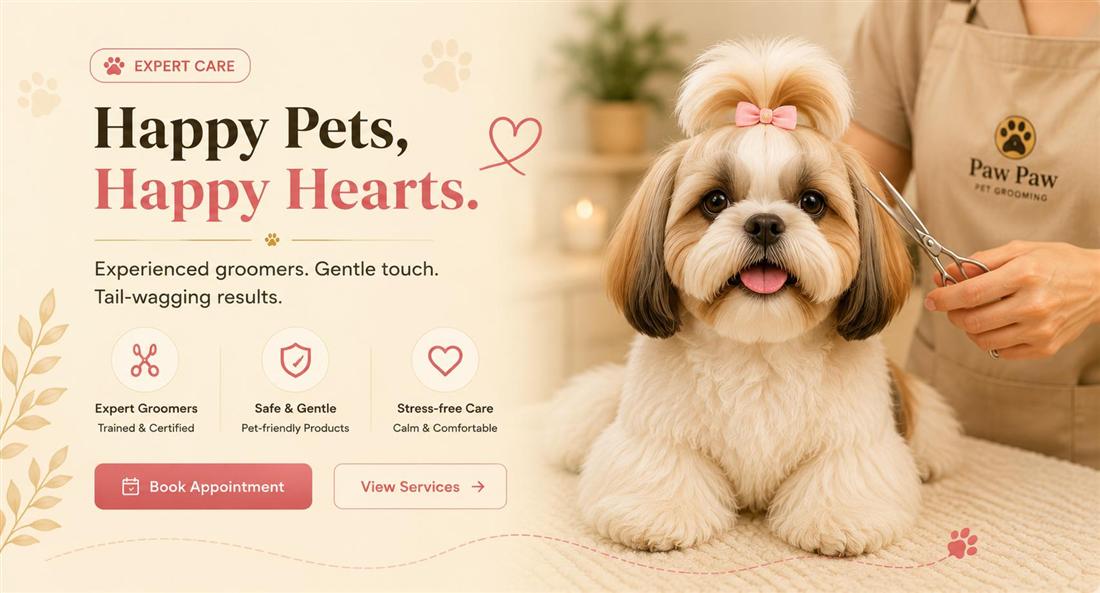 EXPERT CARE
Happy Pets,
Happy Hearts.
Experienced groomers. Gentle touch.
Tail-wagging results.
Expert Groomers
Trained & Certified
Safe & Gentle
Pet-friendly Products
Stress-free Care
Calm & Comfortable
Book Appointment
View Services
Paw Paw
PET GROOMING